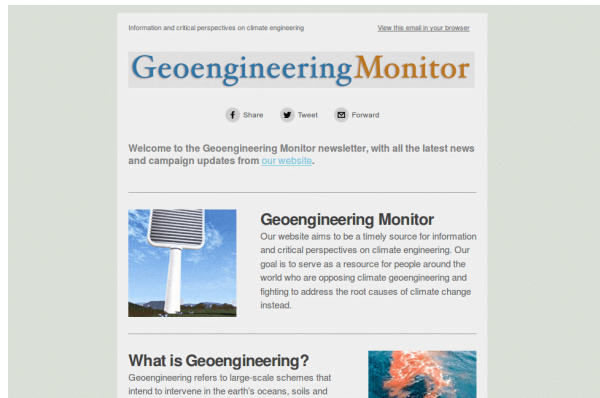 Information and critical perspectives on climate engineering
View this email in your browser
GeoengineeringMonitor
Share
Tweet
Forward
Welcome to the Geoengineering Monitor newsletter, with all the latest news
and campaign updates from our website.
Geoengineering Monitor
Our website aims to be a timely source for information
and critical perspectives on climate engineering. Our
goal is to serve as a resource for people around the
world who are opposing climate geoengineering and
fighting to address the root causes of climate change
instead.
What is Geoengineering?
Geoengineering refers to large-scale schemes that
intend to intervene in the earth's oceans, soils and